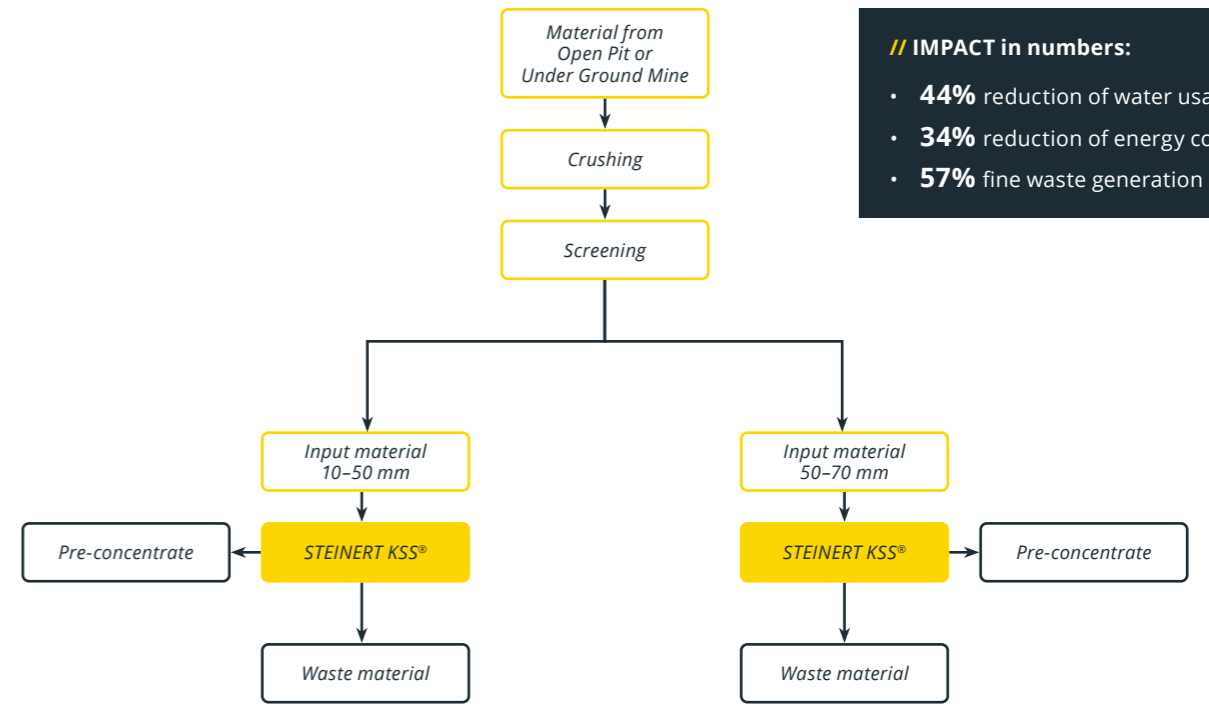 Material from
Open Pit or
Under Ground Mine
// IMPACT in numbers:
• 44% reduction of water
• 34% reduction of energy
• 57% fine waste generation
Crushing
Screening
Input material
10–50 mm
Input material
50–70 mm
Pre-concentrate
STEINERT KSS®
STEINERT KSS®
Pre-concentrate
Waste material
Waste material